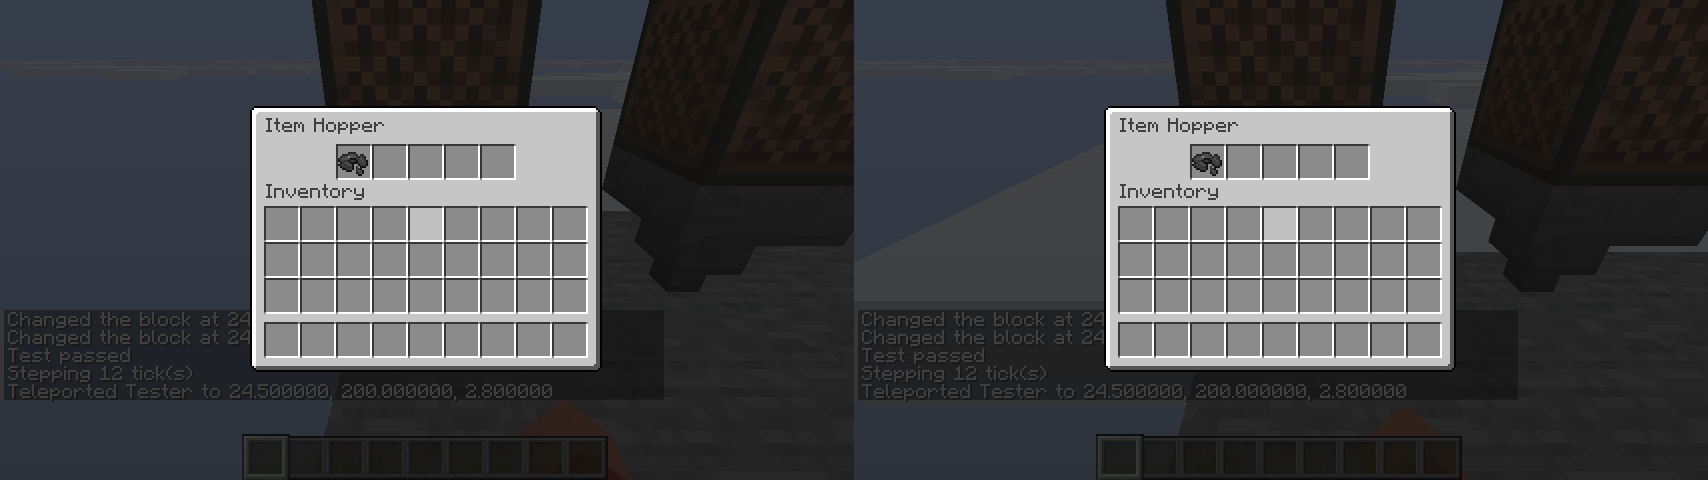 Item Hopper
Inventory
Changed the block at 24
Changed the block at 24
Test passed
Stepping 12 tick(s)
Teleported Tester to 24.500000, 200.000000, 2.800000
Item Hopper
Inventory
Changed the block at 24
Changed the block at 24
Test passed
Stepping 12 tick(s)
Teleported Tester to 24.500000, 200.000000, 2.800000